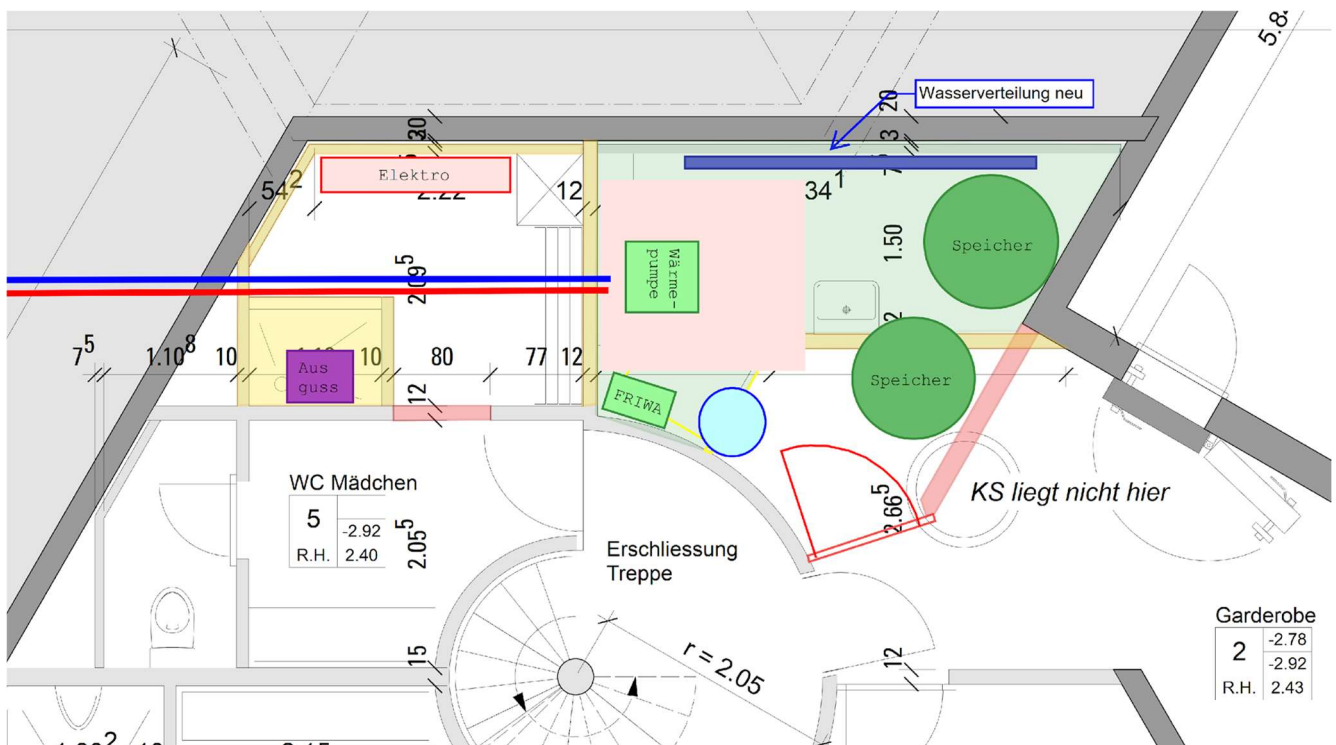 5.8
Wasserverteilung neu
20
3
30
Elektro
54²
2.22
12
34¹
1.50
Speicher
Wärme-
pumpe
2.09⁵
2
7⁵
1.10⁸
10
10
80
77
12
Aus
guss
12
FRIWA
Speicher
WC Mädchen
5
-2.92
R.H.
2.40
2.05⁵
2.66⁵
KS liegt nicht hier
Erschliessung
Treppe
r = 2.05
15
12
Garderobe
2
-2.78
-2.92
R.H.
2.43